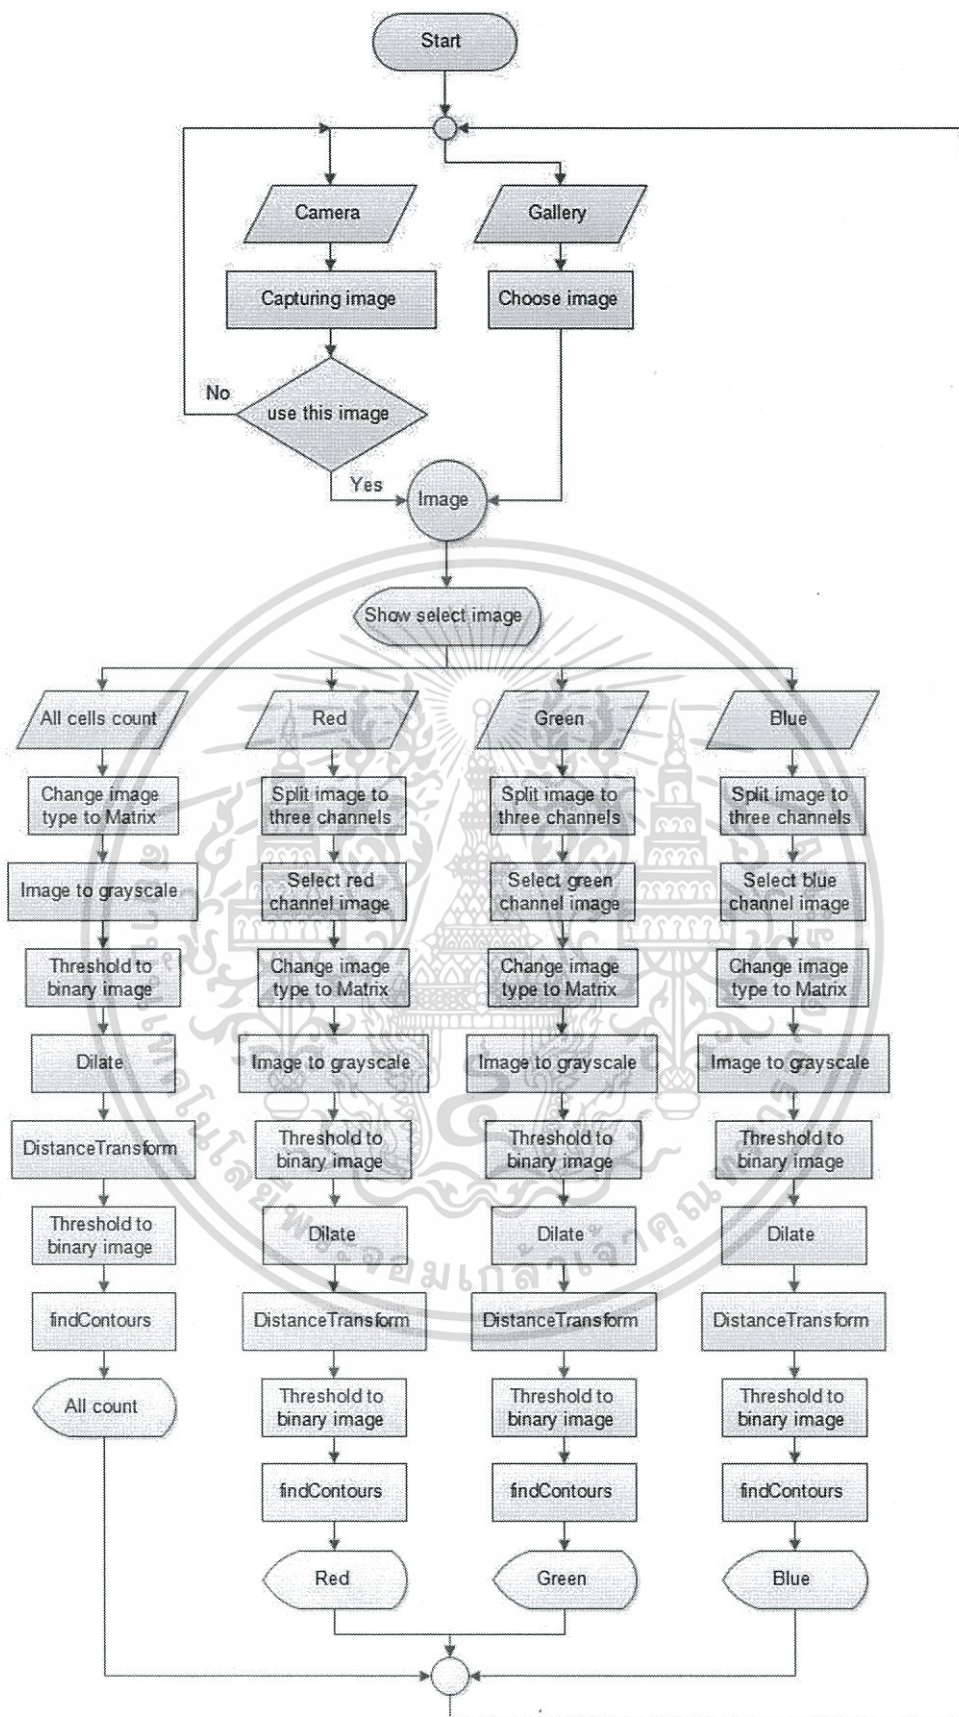 Start
Camera
Gallery
Capturing image
Choose image
No
use this image
Yes
Image
Show select image
All cells count
Red
Green
Blue
Change image
type to Matrix
Split image to
three channels
Split image to
three channels
Split image to
three channels
Image to grayscale
Select red
channel image
Select green
channel image
Select blue
channel image
Threshold to
binary image
Change image
type to Matrix
Change image
type to Matrix
Change image
type to Matrix
Dilate
Image to grayscale
Image to grayscale
Image to grayscale
DistanceTransform
Threshold to
binary image
Threshold to
binary image
Threshold to
binary image
Threshold to
binary image
Dilate
Dilate
Dilate
findContours
DistanceTransform
DistanceTransform
DistanceTransform
All count
Threshold to
binary image
Threshold to
binary image
Threshold to
binary image
findContours
findContours
findContours
Red
Green
Blue